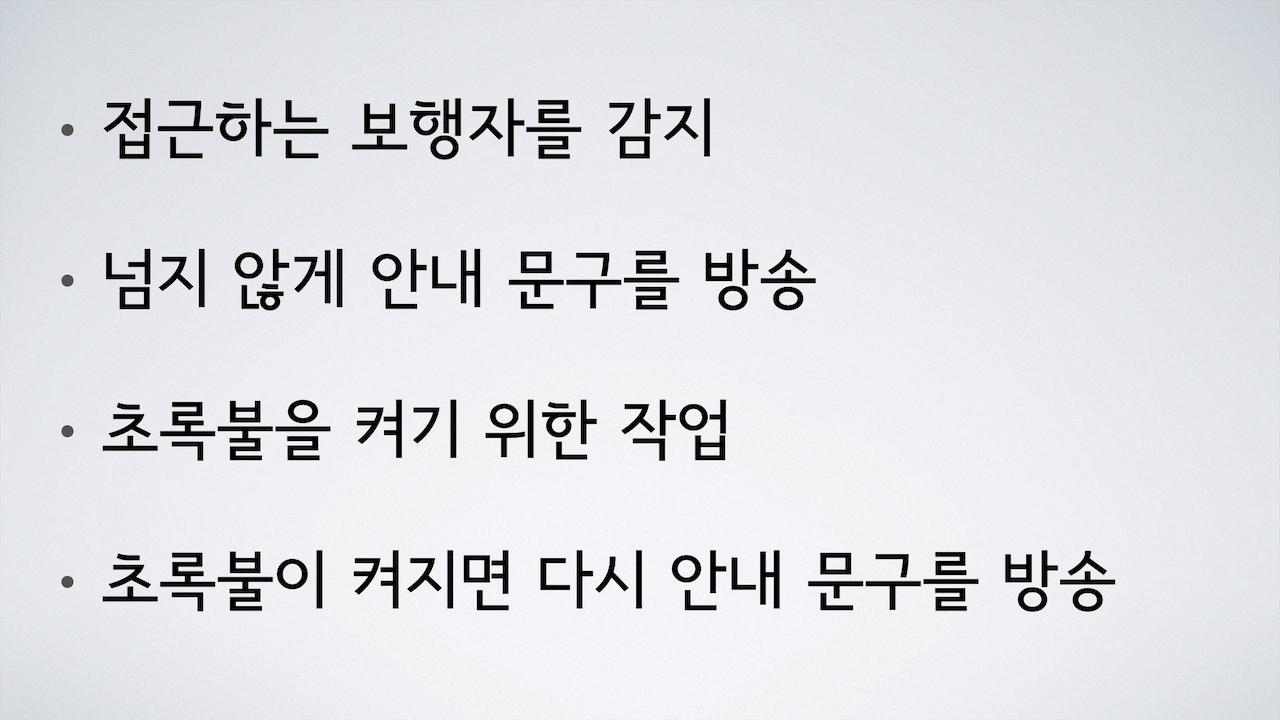 • 접근하는 보행자를 감지
• 넘지 않게 안내 문구를 방송
• 초록불을 켜기 위한 작업
• 초록불이 켜지면 다시 안내 문구를 방송